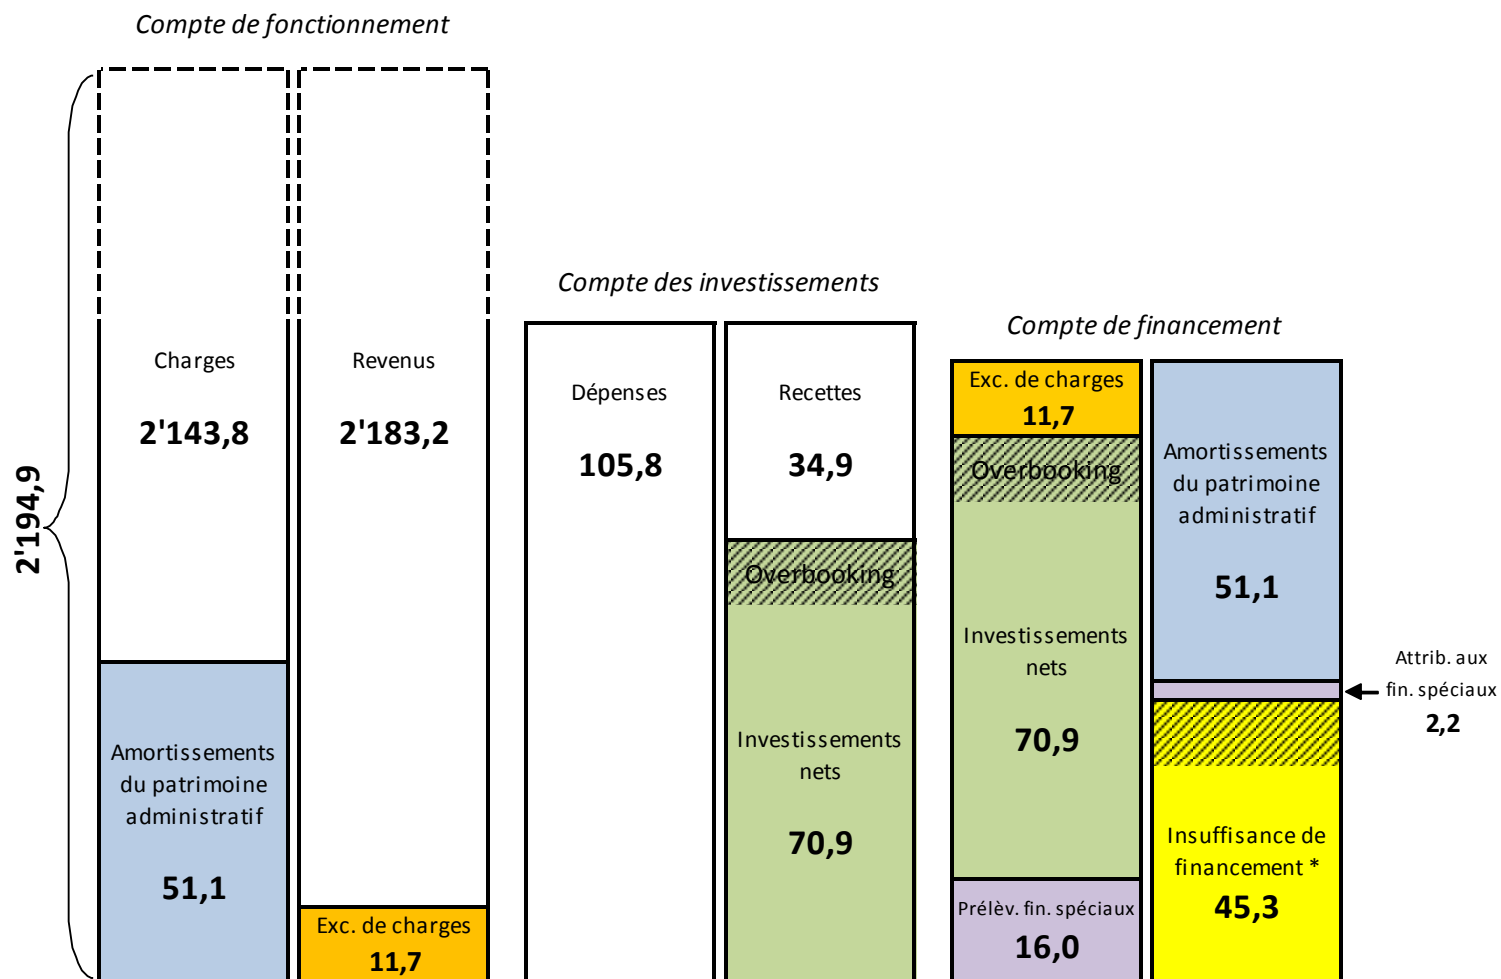 Compte de fonctionnement
2'194,9
Charges
2'143,8
Amortissements
du patrimoine
administratif
51,1
Revenus
2'183,2
Exc. de charges
11,7
Compte des investissements
Dépenses
105,8
Recettes
34,9
Overbooking
Investissements
nets
70,9
Compte de financement
Exc. de charges
11,7
Overbooking
Investissements
nets
70,9
Prélèv. fin. spéciaux
16,0
Amortissements
du patrimoine
administratif
51,1
Attrib. aux
fin. spéciaux
2,2
Insuffisance de
financement *
45,3